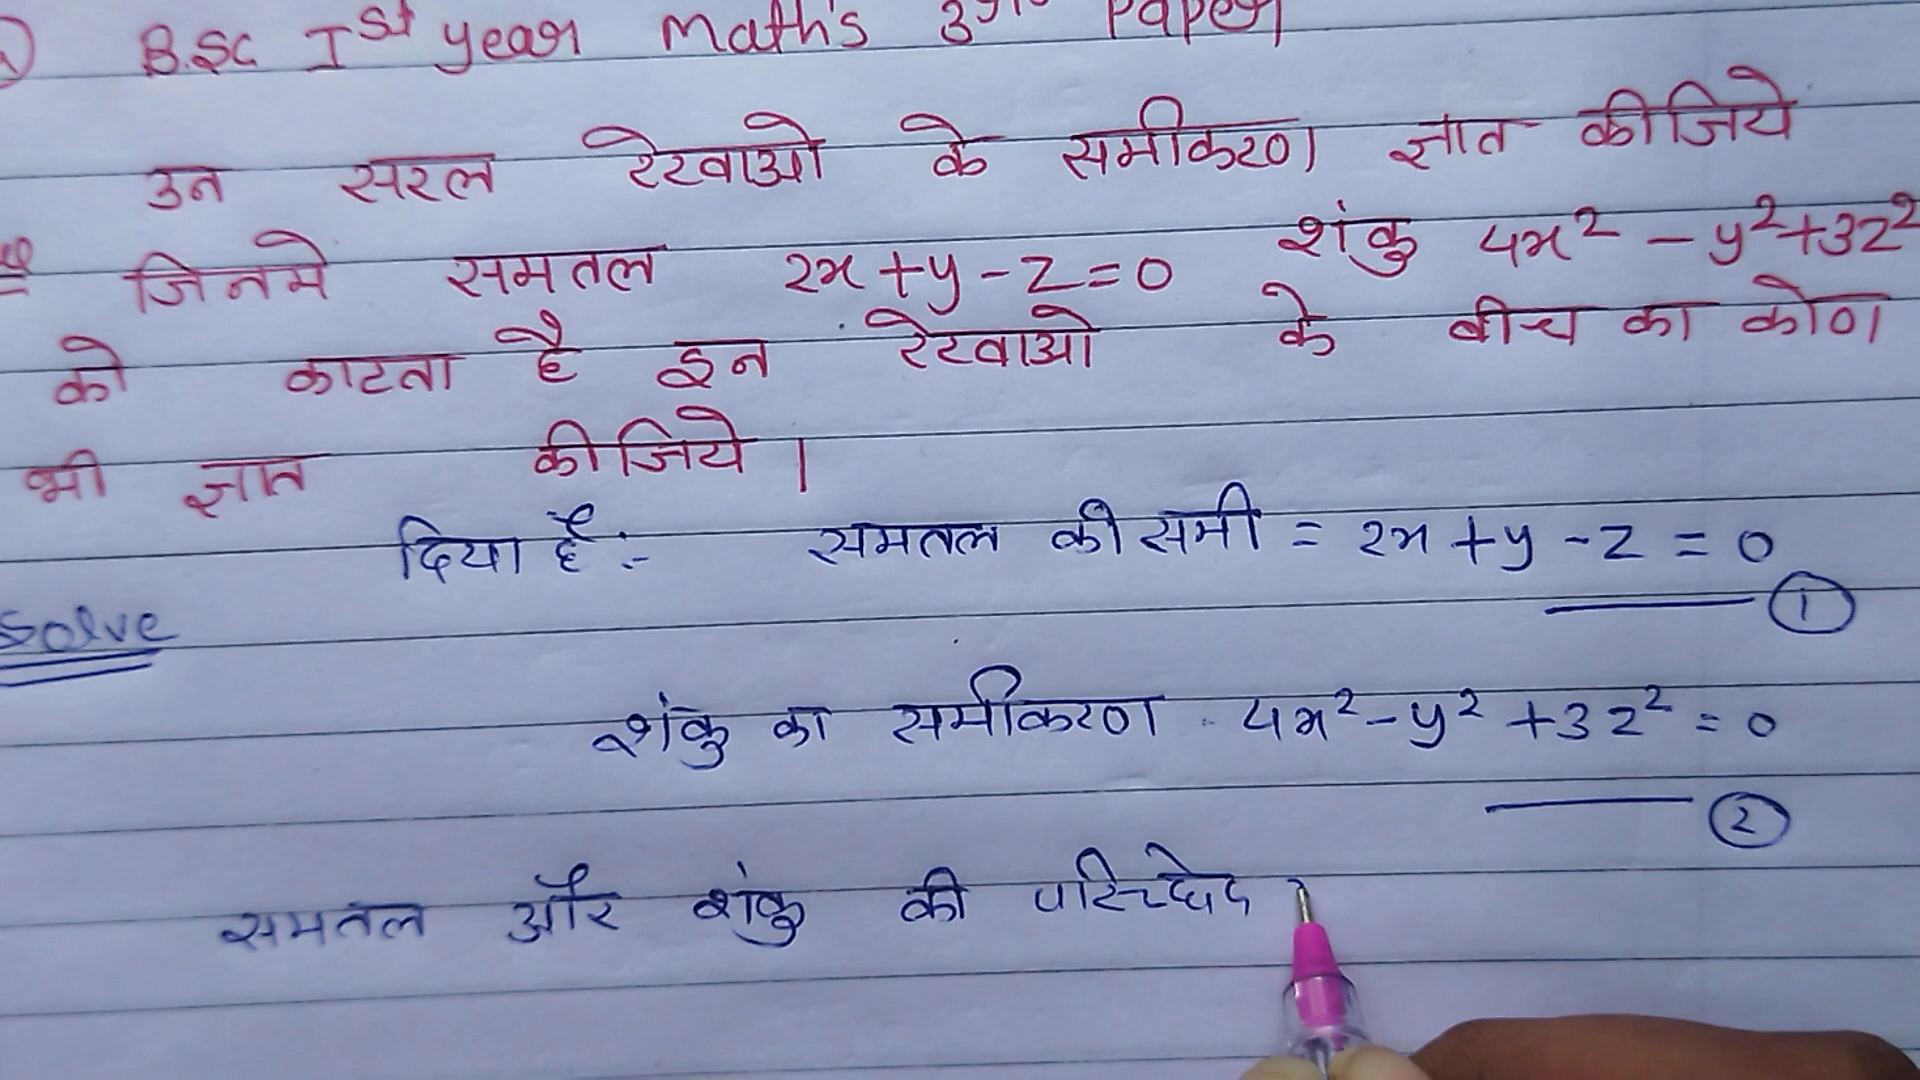 B.SC Ist year Math's 3rd Paper
उन सरल रेखाओ के समीकरण ज्ञात कीजिये
जिनमे समतल 2x+y-z=0 शंकु 4x²-y²+3z²
को काटता है इन रेखाओ के बीच का कोण
भी ज्ञात कीजिये।
दिया है :- समतल की समी = 2x+y-z=0
①
Solve
शंकु का समीकरण 4x²-y²+3z²=0
②
समतल और शंकु की परिच्छेद